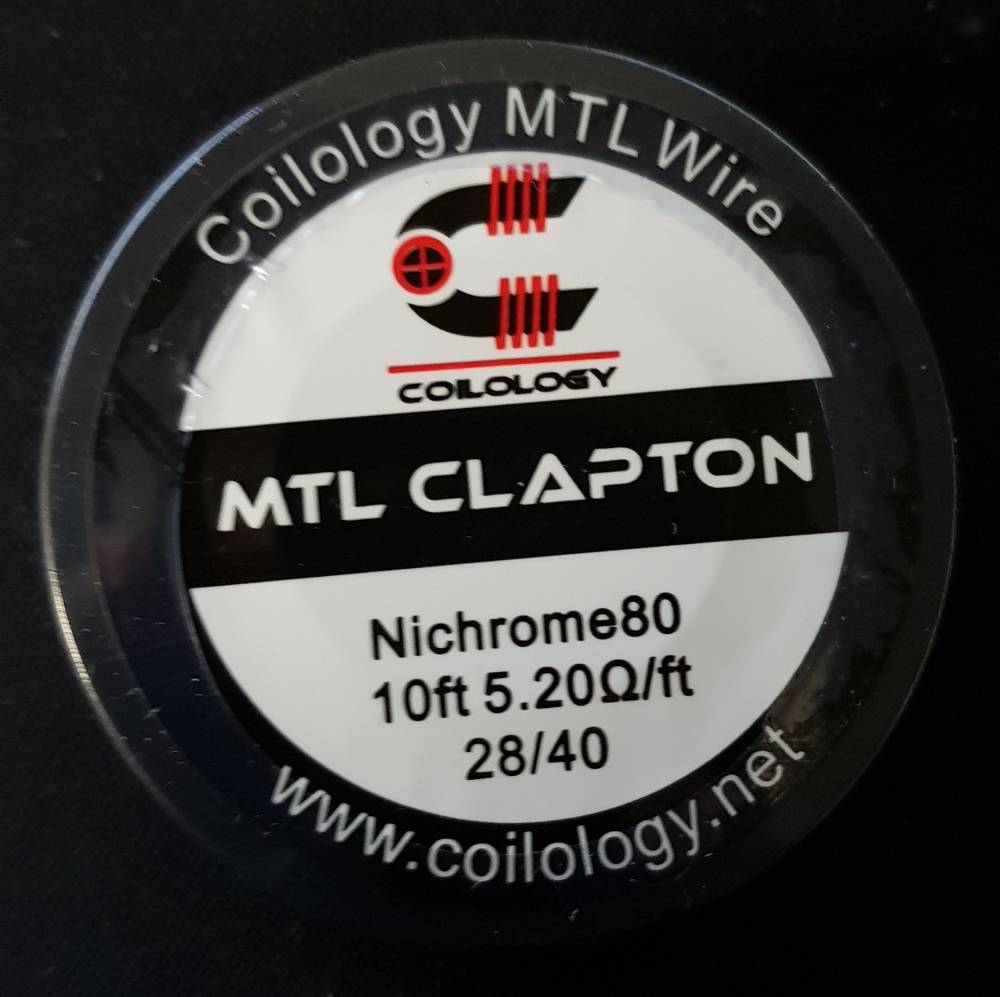 Coilology MTL Wire
COILOLOGY
MTL CLAPTON
Nichrome80
10ft 5.20Ω/ft
28/40
www.coilology.net